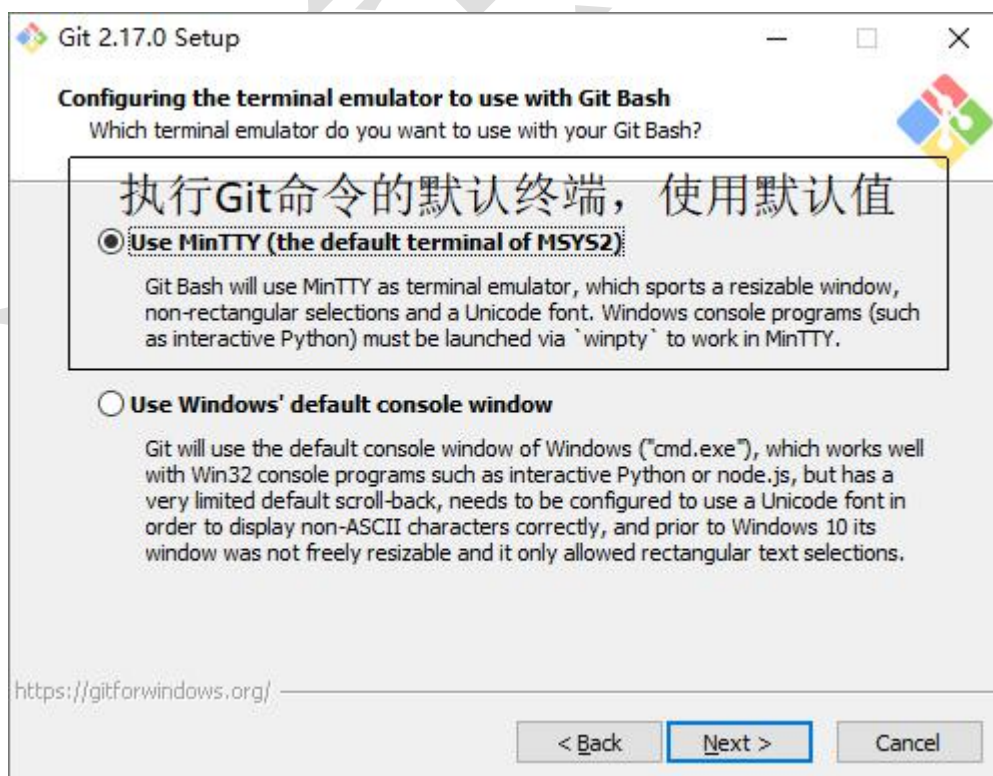 Git 2.17.0 Setup
Configuring the terminal emulator to use with Git Bash
Which terminal emulator do you want to use with your Git Bash?
执行Git命令的默认终端，使用默认值
Use MinTTY (the default terminal of MSYS2)
Git Bash will use MinTTY as terminal emulator, which sports a resizable window,
non-rectangular selections and a Unicode font. Windows console programs (such
as interactive Python) must be launched via `winpty` to work in MinTTY.
Use Windows' default console window
Git will use the default console window of Windows ("cmd.exe"), which works well
with Win32 console programs such as interactive Python or node.js, but has a
very limited default scroll-back, needs to be configured to use a Unicode font in
order to display non-ASCII characters correctly, and prior to Windows 10 its
window was not freely resizable and it only allowed rectangular text selections.
https://gitforwindows.org/
< Back Next > Cancel